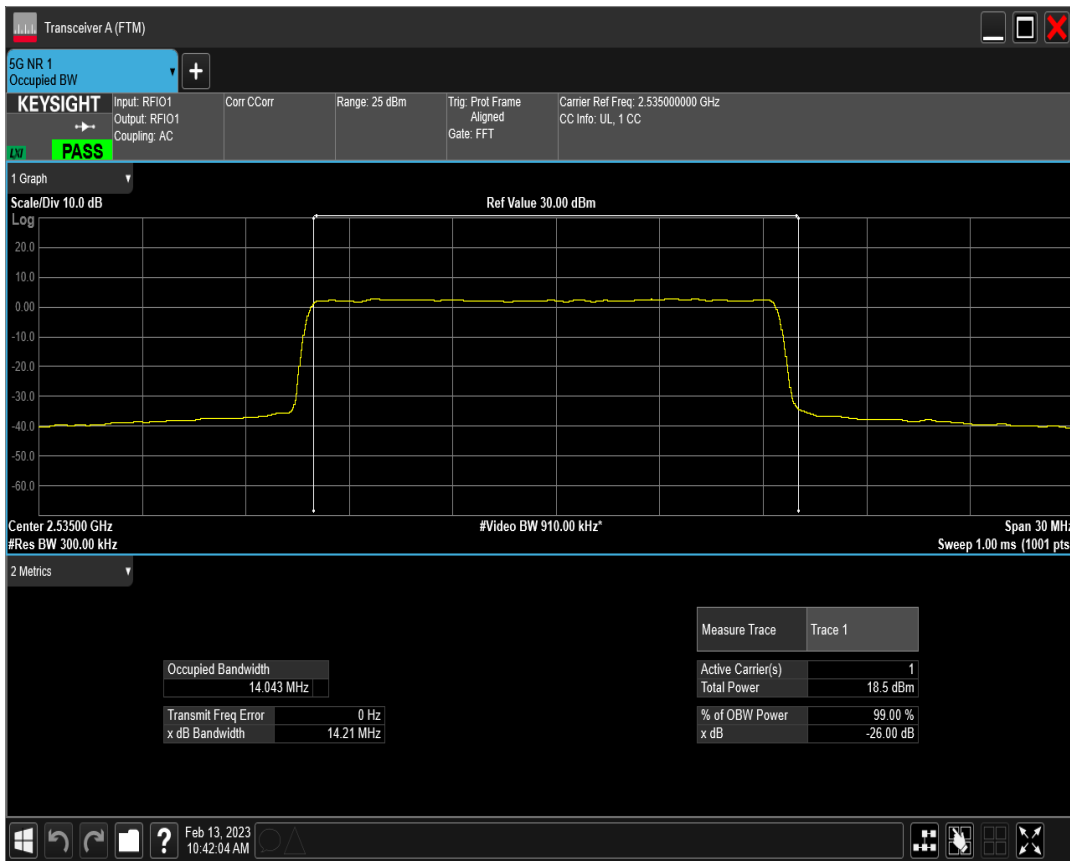 Transceiver A (FTM)
5G NR 1
Occupied BW
+
KEYSIGHT
LXI
PASS
Input: RFIO1
Output: RFIO1
Coupling: AC
Corr CCorr
Range: 25 dBm
Trig: Prot Frame
Aligned
Gate: FFT
Carrier Ref Freq: 2.535000000 GHz
CC Info: UL, 1 CC
1 Graph
Scale/Div 10.0 dB
Ref Value 30.00 dBm
Log
20.0
10.0
0.00
-10.0
-20.0
-30.0
-40.0
-50.0
-60.0
Center 2.53500 GHz
#Video BW 910.00 kHz*
Span 30 MHz
#Res BW 300.00 kHz
Sweep 1.00 ms (1001 pts
2 Metrics
Measure Trace Trace 1
Occupied Bandwidth
14.043 MHz
Active Carrier(s) 1
Total Power 18.5 dBm
Transmit Freq Error 0 Hz
x dB Bandwidth 14.21 MHz
% of OBW Power 99.00 %
x dB -26.00 dB
?
Feb 13, 2023
10:42:04 AM